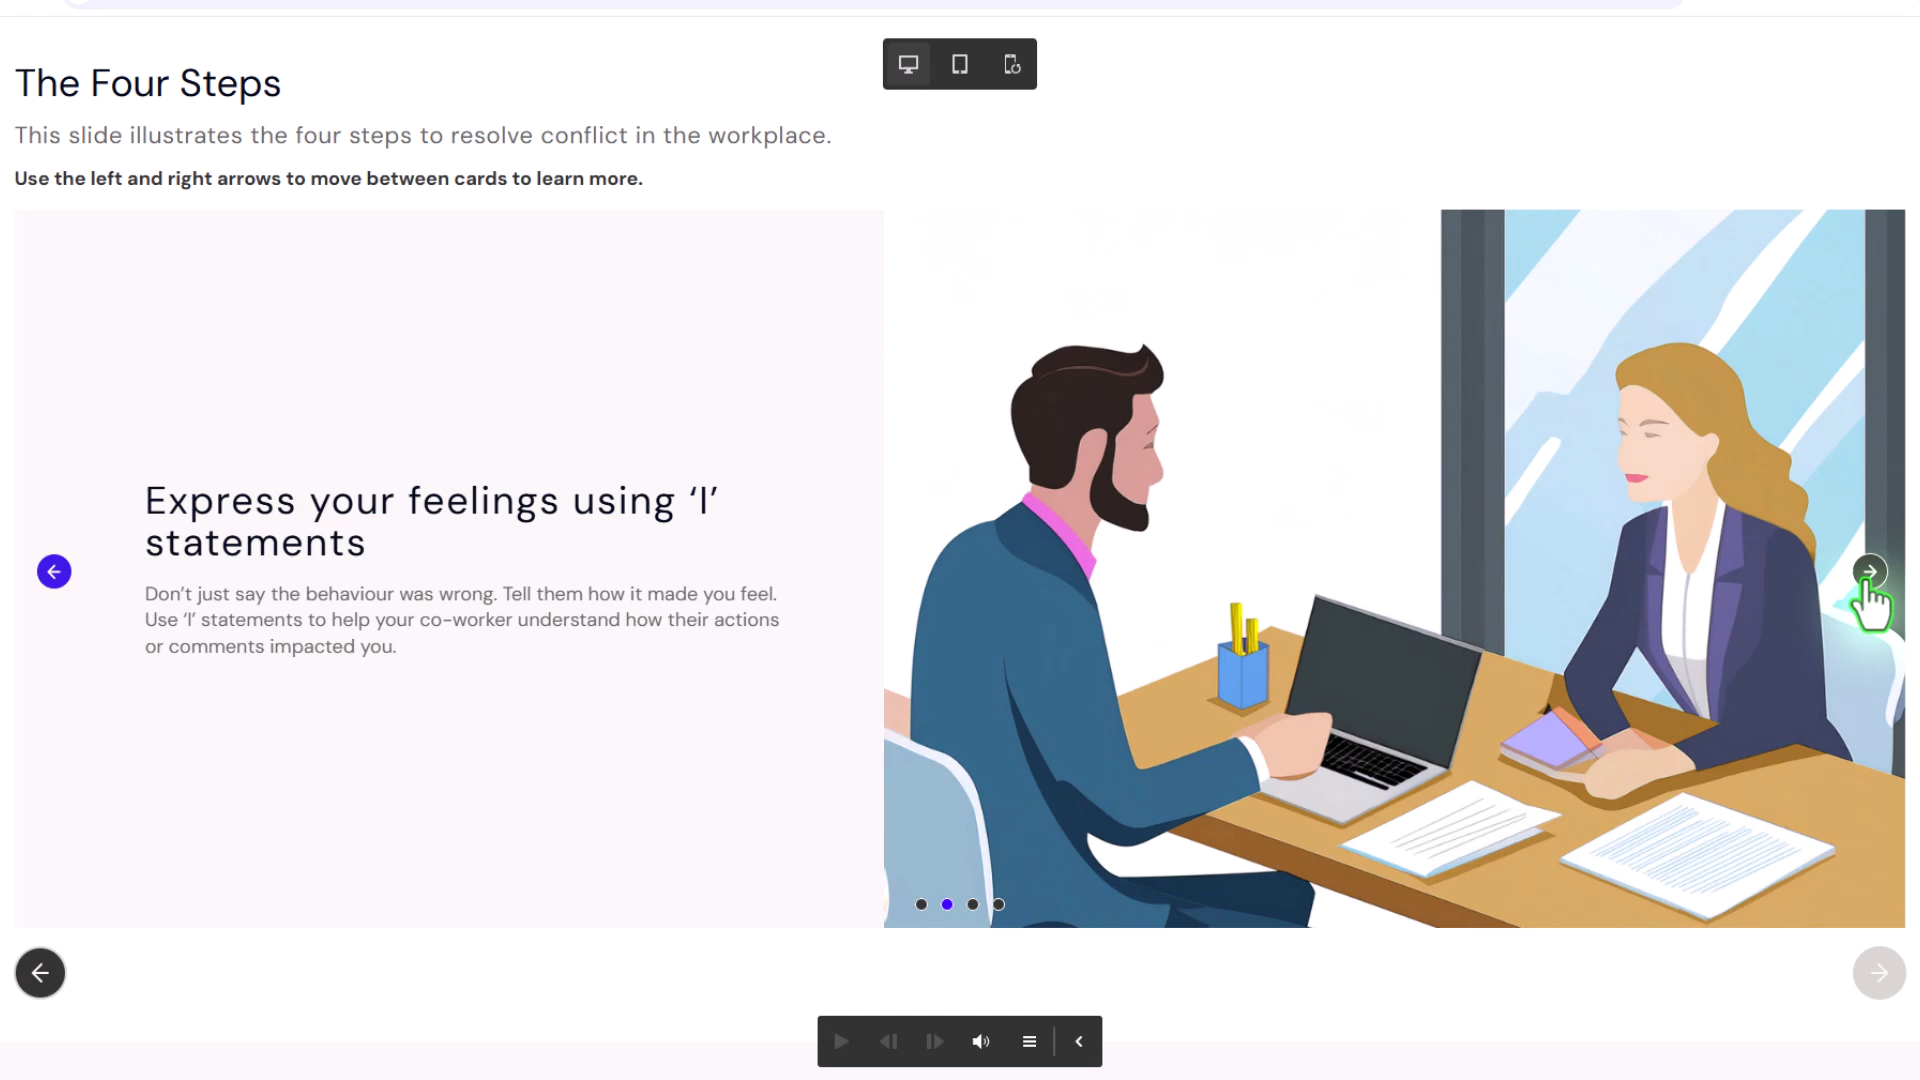 The Four Steps
This slide illustrates the four steps to resolve conflict in the workplace.
Use the left and right arrows to move between cards to learn more.
Express your feelings using ‘I’
statements
Don’t just say the behaviour was wrong. Tell them how it made you feel.
Use ‘I’ statements to help your co-worker understand how their actions
or comments impacted you.